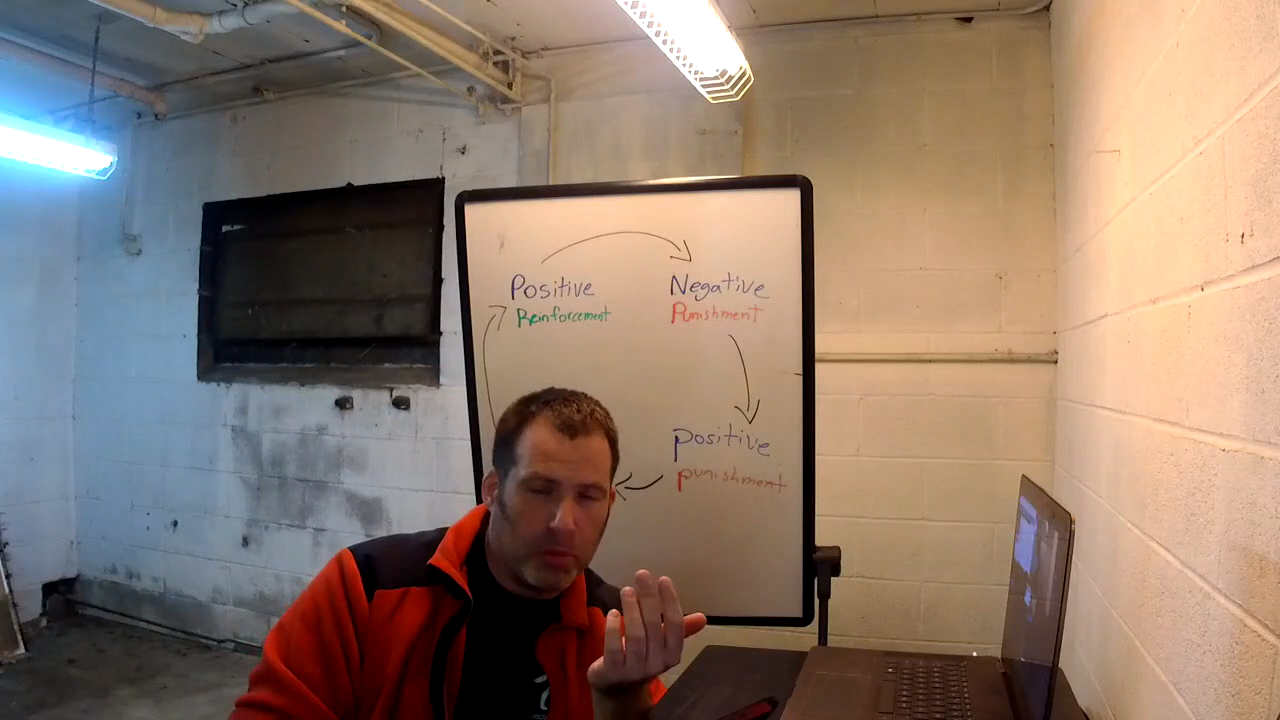 Positive
Reinforcement
Negative
Punishment
positive
punishment